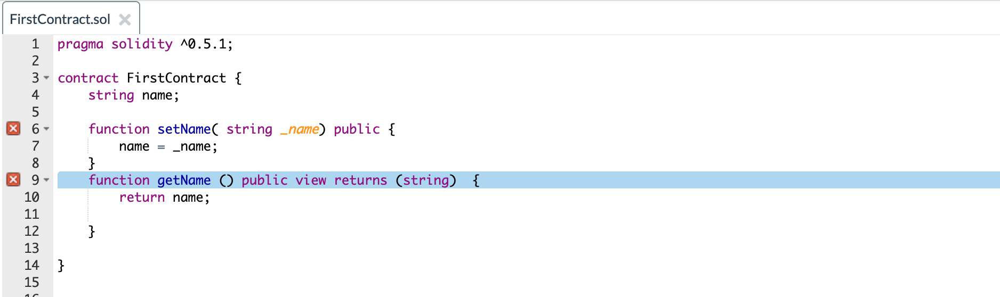 FirstContract.sol
1 pragma solidity ^0.5.1;
2
3 contract FirstContract {
4     string name;
5
6     function setName( string _name) public {
7         name = _name;
8     }
9     function getName () public view returns (string)  {
10         return name;
11
12     }
13
14 }
15